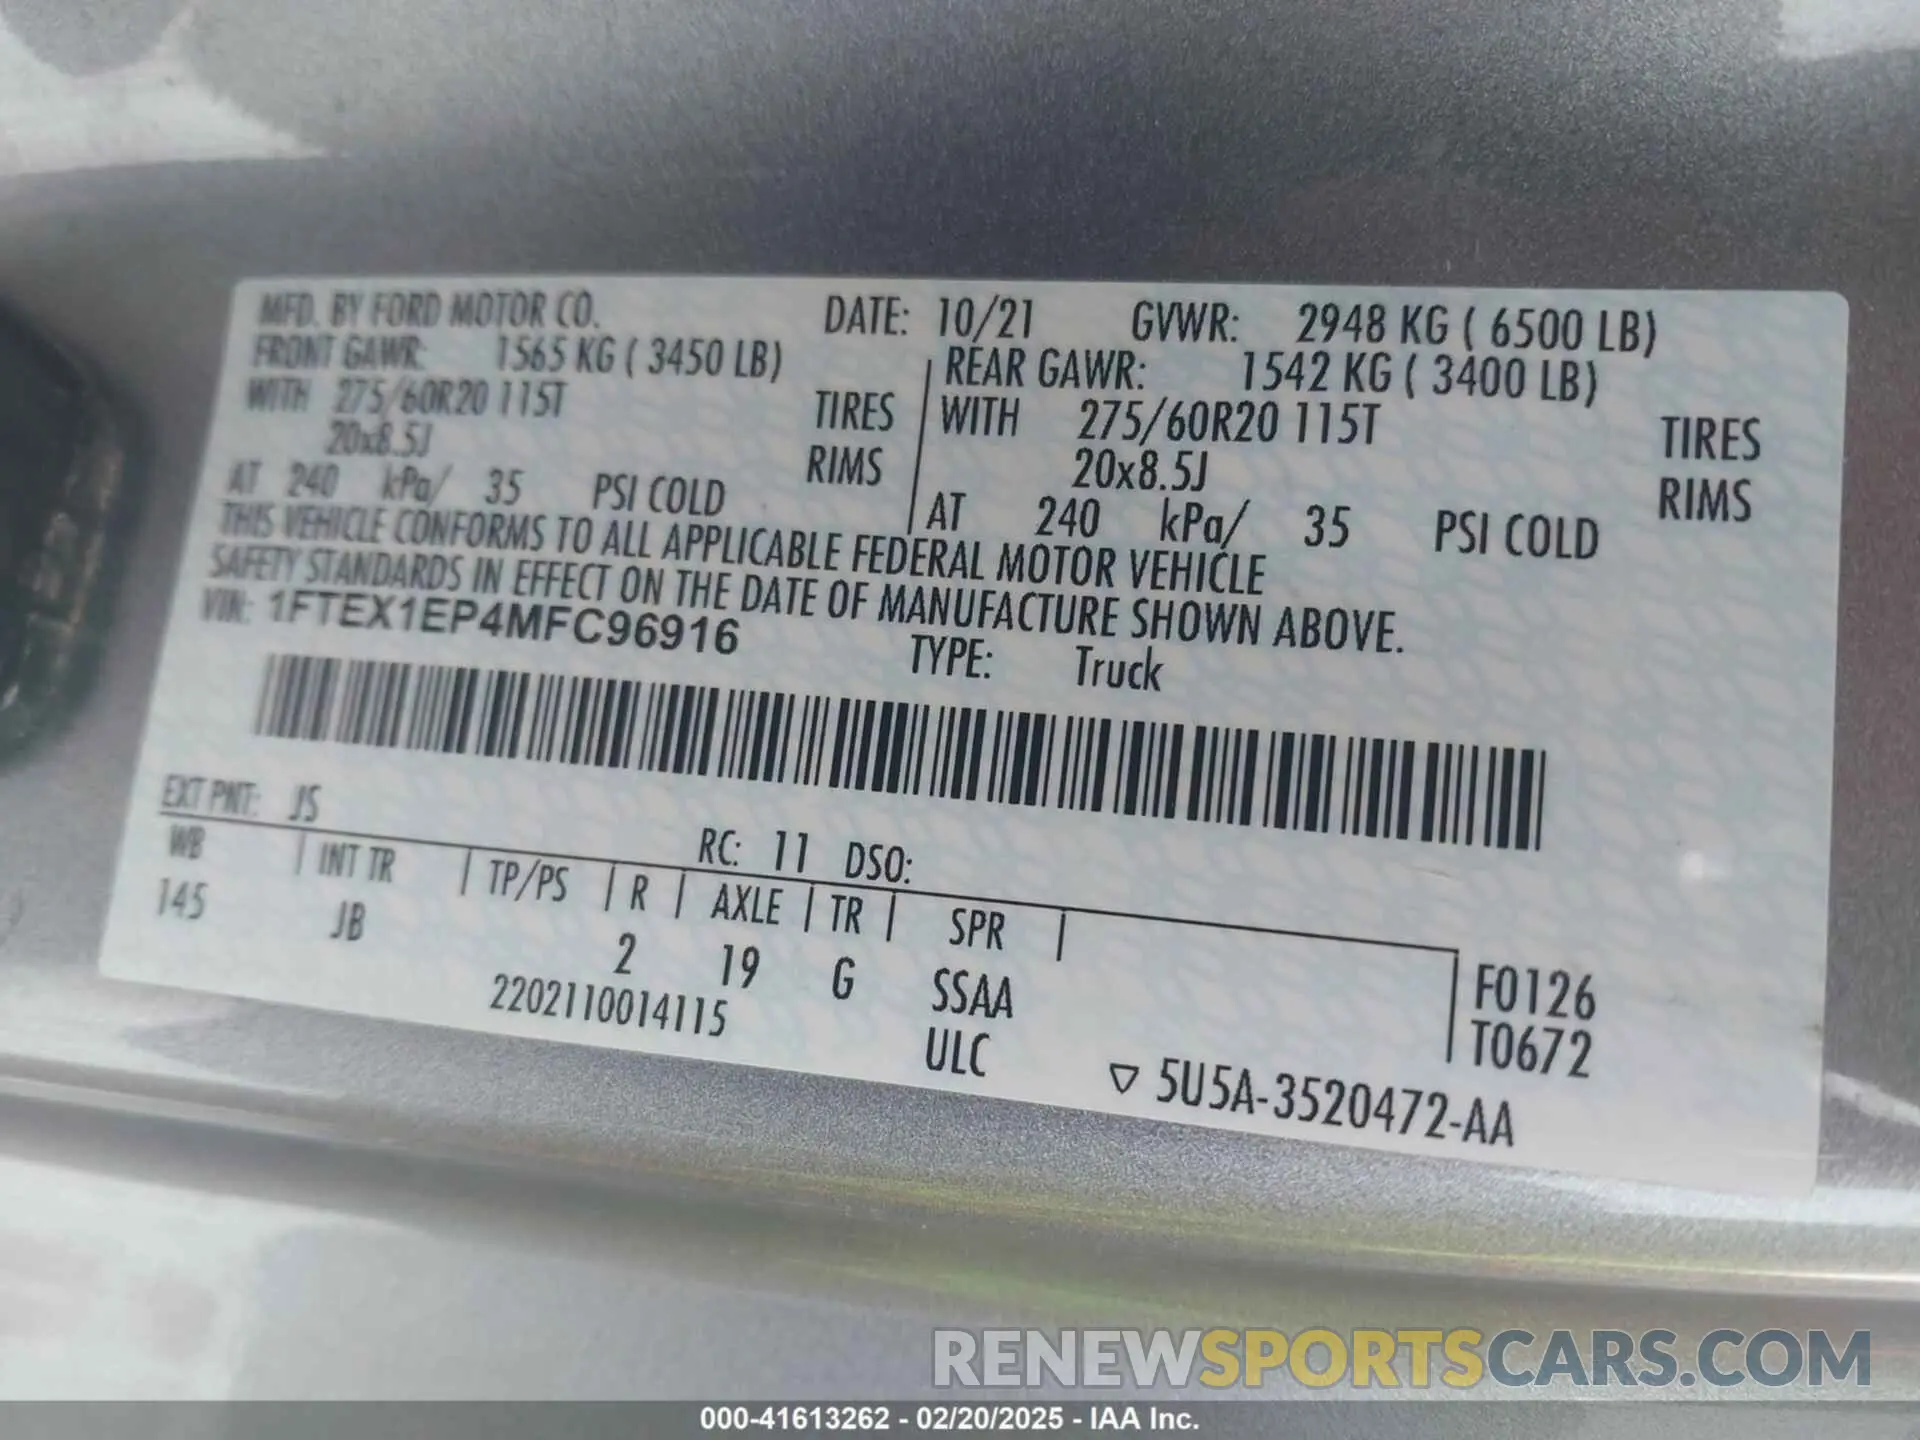 MFD. BY FORD MOTOR CO. DATE: 10/21 GVWR: 2948 KG ( 6500 LB)
FRONT GAWR: 1565 KG ( 3450 LB) REAR GAWR: 1542 KG ( 3400 LB)
WITH 275/60R20 115T TIRES WITH 275/60R20 115T TIRES
20x8.5J RIMS 20x8.5J RIMS
AT 240 kPa/ 35 PSI COLD AT 240 kPa/ 35 PSI COLD
THIS VEHICLE CONFORMS TO ALL APPLICABLE FEDERAL MOTOR VEHICLE
SAFETY STANDARDS IN EFFECT ON THE DATE OF MANUFACTURE SHOWN ABOVE.
VIN: 1FTEX1EP4MFC96916 TYPE: Truck
EXT PNT: JS RC: 11 DSO:
WB INT TR TP/PS R AXLE TR SPR
145 JB 2 19 G SSAA F0126
2202110014115 ULC T0672
▽ 5U5A-3520472-AA
RENEWSPORTSCARS.COM
000-41613262 - 02/20/2025 - IAA Inc.